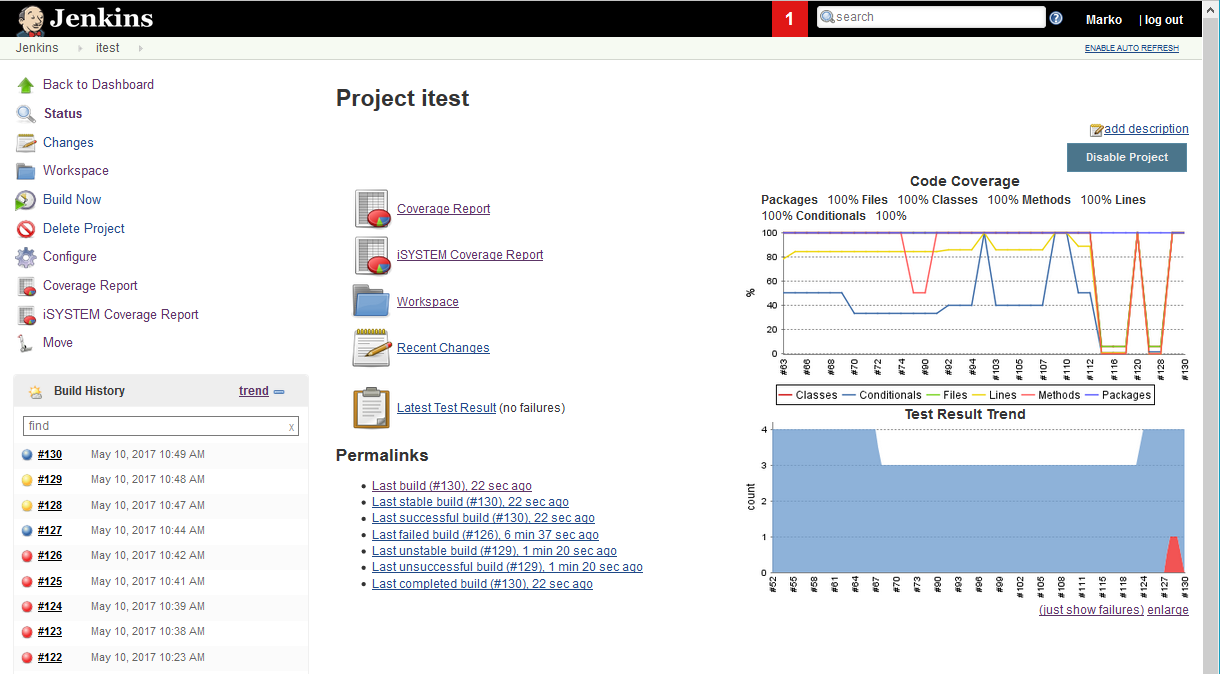 Jenkins
1
search
Marko
| log out
Jenkins
itest
ENABLE AUTO REFRESH
Back to Dashboard
Status
Changes
Workspace
Build Now
Delete Project
Configure
Coverage Report
iSYSTEM Coverage Report
Move
Build History
trend
find
x
#130 May 10, 2017 10:49 AM
#129 May 10, 2017 10:48 AM
#128 May 10, 2017 10:47 AM
#127 May 10, 2017 10:44 AM
#126 May 10, 2017 10:42 AM
#125 May 10, 2017 10:41 AM
#124 May 10, 2017 10:39 AM
#123 May 10, 2017 10:38 AM
#122 May 10, 2017 10:23 AM
Project itest
add description
Disable Project
Coverage Report
iSYSTEM Coverage Report
Workspace
Recent Changes
Latest Test Result (no failures)
Permalinks
Last build (#130), 22 sec ago
Last stable build (#130), 22 sec ago
Last successful build (#130), 22 sec ago
Last failed build (#126), 6 min 37 sec ago
Last unstable build (#129), 1 min 20 sec ago
Last unsuccessful build (#129), 1 min 20 sec ago
Last completed build (#130), 22 sec ago
Code Coverage
Packages 100% Files 100% Classes 100% Methods 100% Lines
100% Conditionals 100%
100
80
60
40
20
0
%
#63 #66 #68 #70 #72 #74 #90 #92 #94 #103 #105 #107 #110 #112 #116 #120 #128 #130
Classes Conditionals Files Lines Methods Packages
Test Result Trend
4
3
2
1
0
count
#52 #55 #58 #61 #64 #67 #70 #73 #90 #93 #96 #99 #102 #105 #108 #111 #115 #118 #124 #127 #130
(just show failures) enlarge